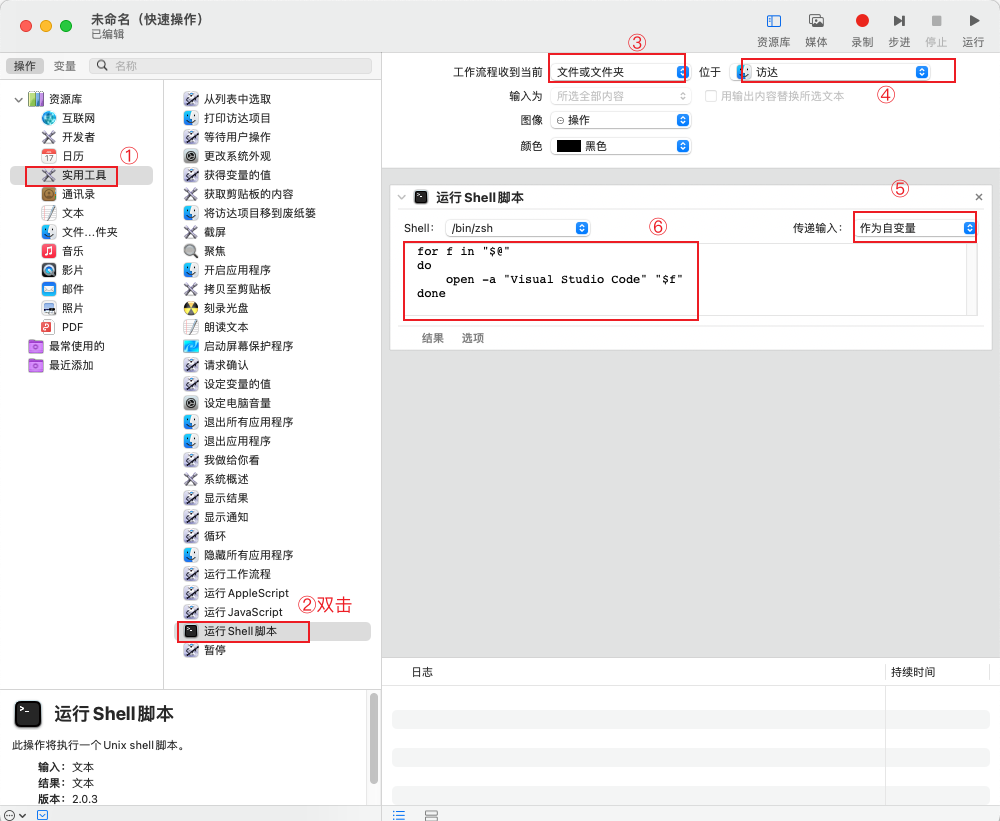 未命名（快速操作）
已编辑
资源库
媒体
录制
步进
停止
运行
操作
变量
名称
资源库
互联网
开发者
日历
①
实用工具
通讯录
文本
文件...件夹
音乐
影片
邮件
照片
PDF
最常使用的
最近添加
从列表中选取
打印访达项目
等待用户操作
更改系统外观
获得变量的值
获取剪贴板的内容
将访达项目移到废纸篓
截屏
聚焦
开启应用程序
拷贝至剪贴板
刻录光盘
朗读文本
启动屏幕保护程序
请求确认
设定变量的值
设定电脑音量
退出所有应用程序
退出应用程序
我做给你看
系统概述
显示结果
显示通知
循环
隐藏所有应用程序
运行工作流程
运行 AppleScript
运行 JavaScript
②双击
运行 Shell 脚本
暂停
③
工作流程收到当前 文件或文件夹 位于 访达
④
输入为 所选全部内容 用输出内容替换所选文本
图像 操作
颜色 黑色
运行 Shell 脚本
⑤
Shell： /bin/zsh
⑥
传递输入： 作为自变量
for f in "$@"
do
open -a "Visual Studio Code" "$f"
done
结果 选项
日志 持续时间
运行 Shell 脚本
此操作将执行一个 Unix shell 脚本。
输入： 文本
结果： 文本
版本： 2.0.3